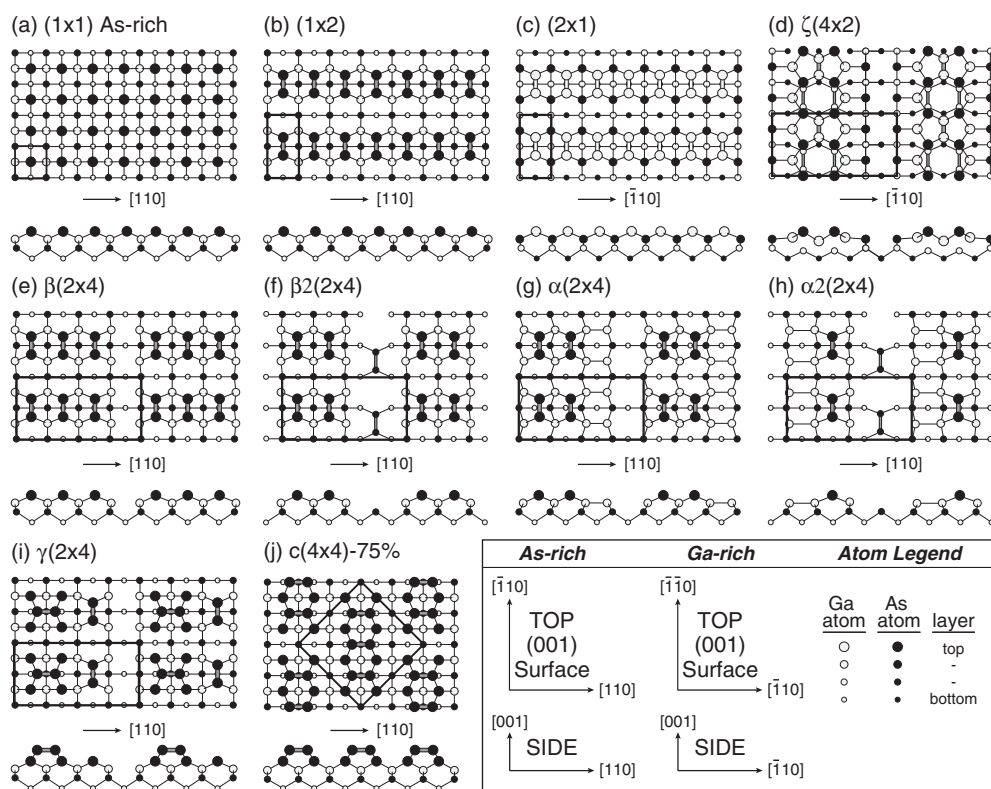 (a) (1x1) As-rich
(b) (1x2)
(c) (2x1)
(d) ζ(4x2)
[110]
[110]
[1̄10]
[1̄10]
(e) β(2x4)
(f) β2(2x4)
(g) α(2x4)
(h) α2(2x4)
[110]
[110]
[110]
[110]
(i) γ(2x4)
(j) c(4x4)-75%
[110]
[110]
As-rich
Ga-rich
Atom Legend
[1̄10]
TOP
(001)
Surface
[110]
[1̄1̄0]
TOP
(001)
Surface
[1̄10]
Ga
atom
As
atom
layer
top
-
-
bottom
[001]
SIDE
[110]
[001]
SIDE
[1̄10]